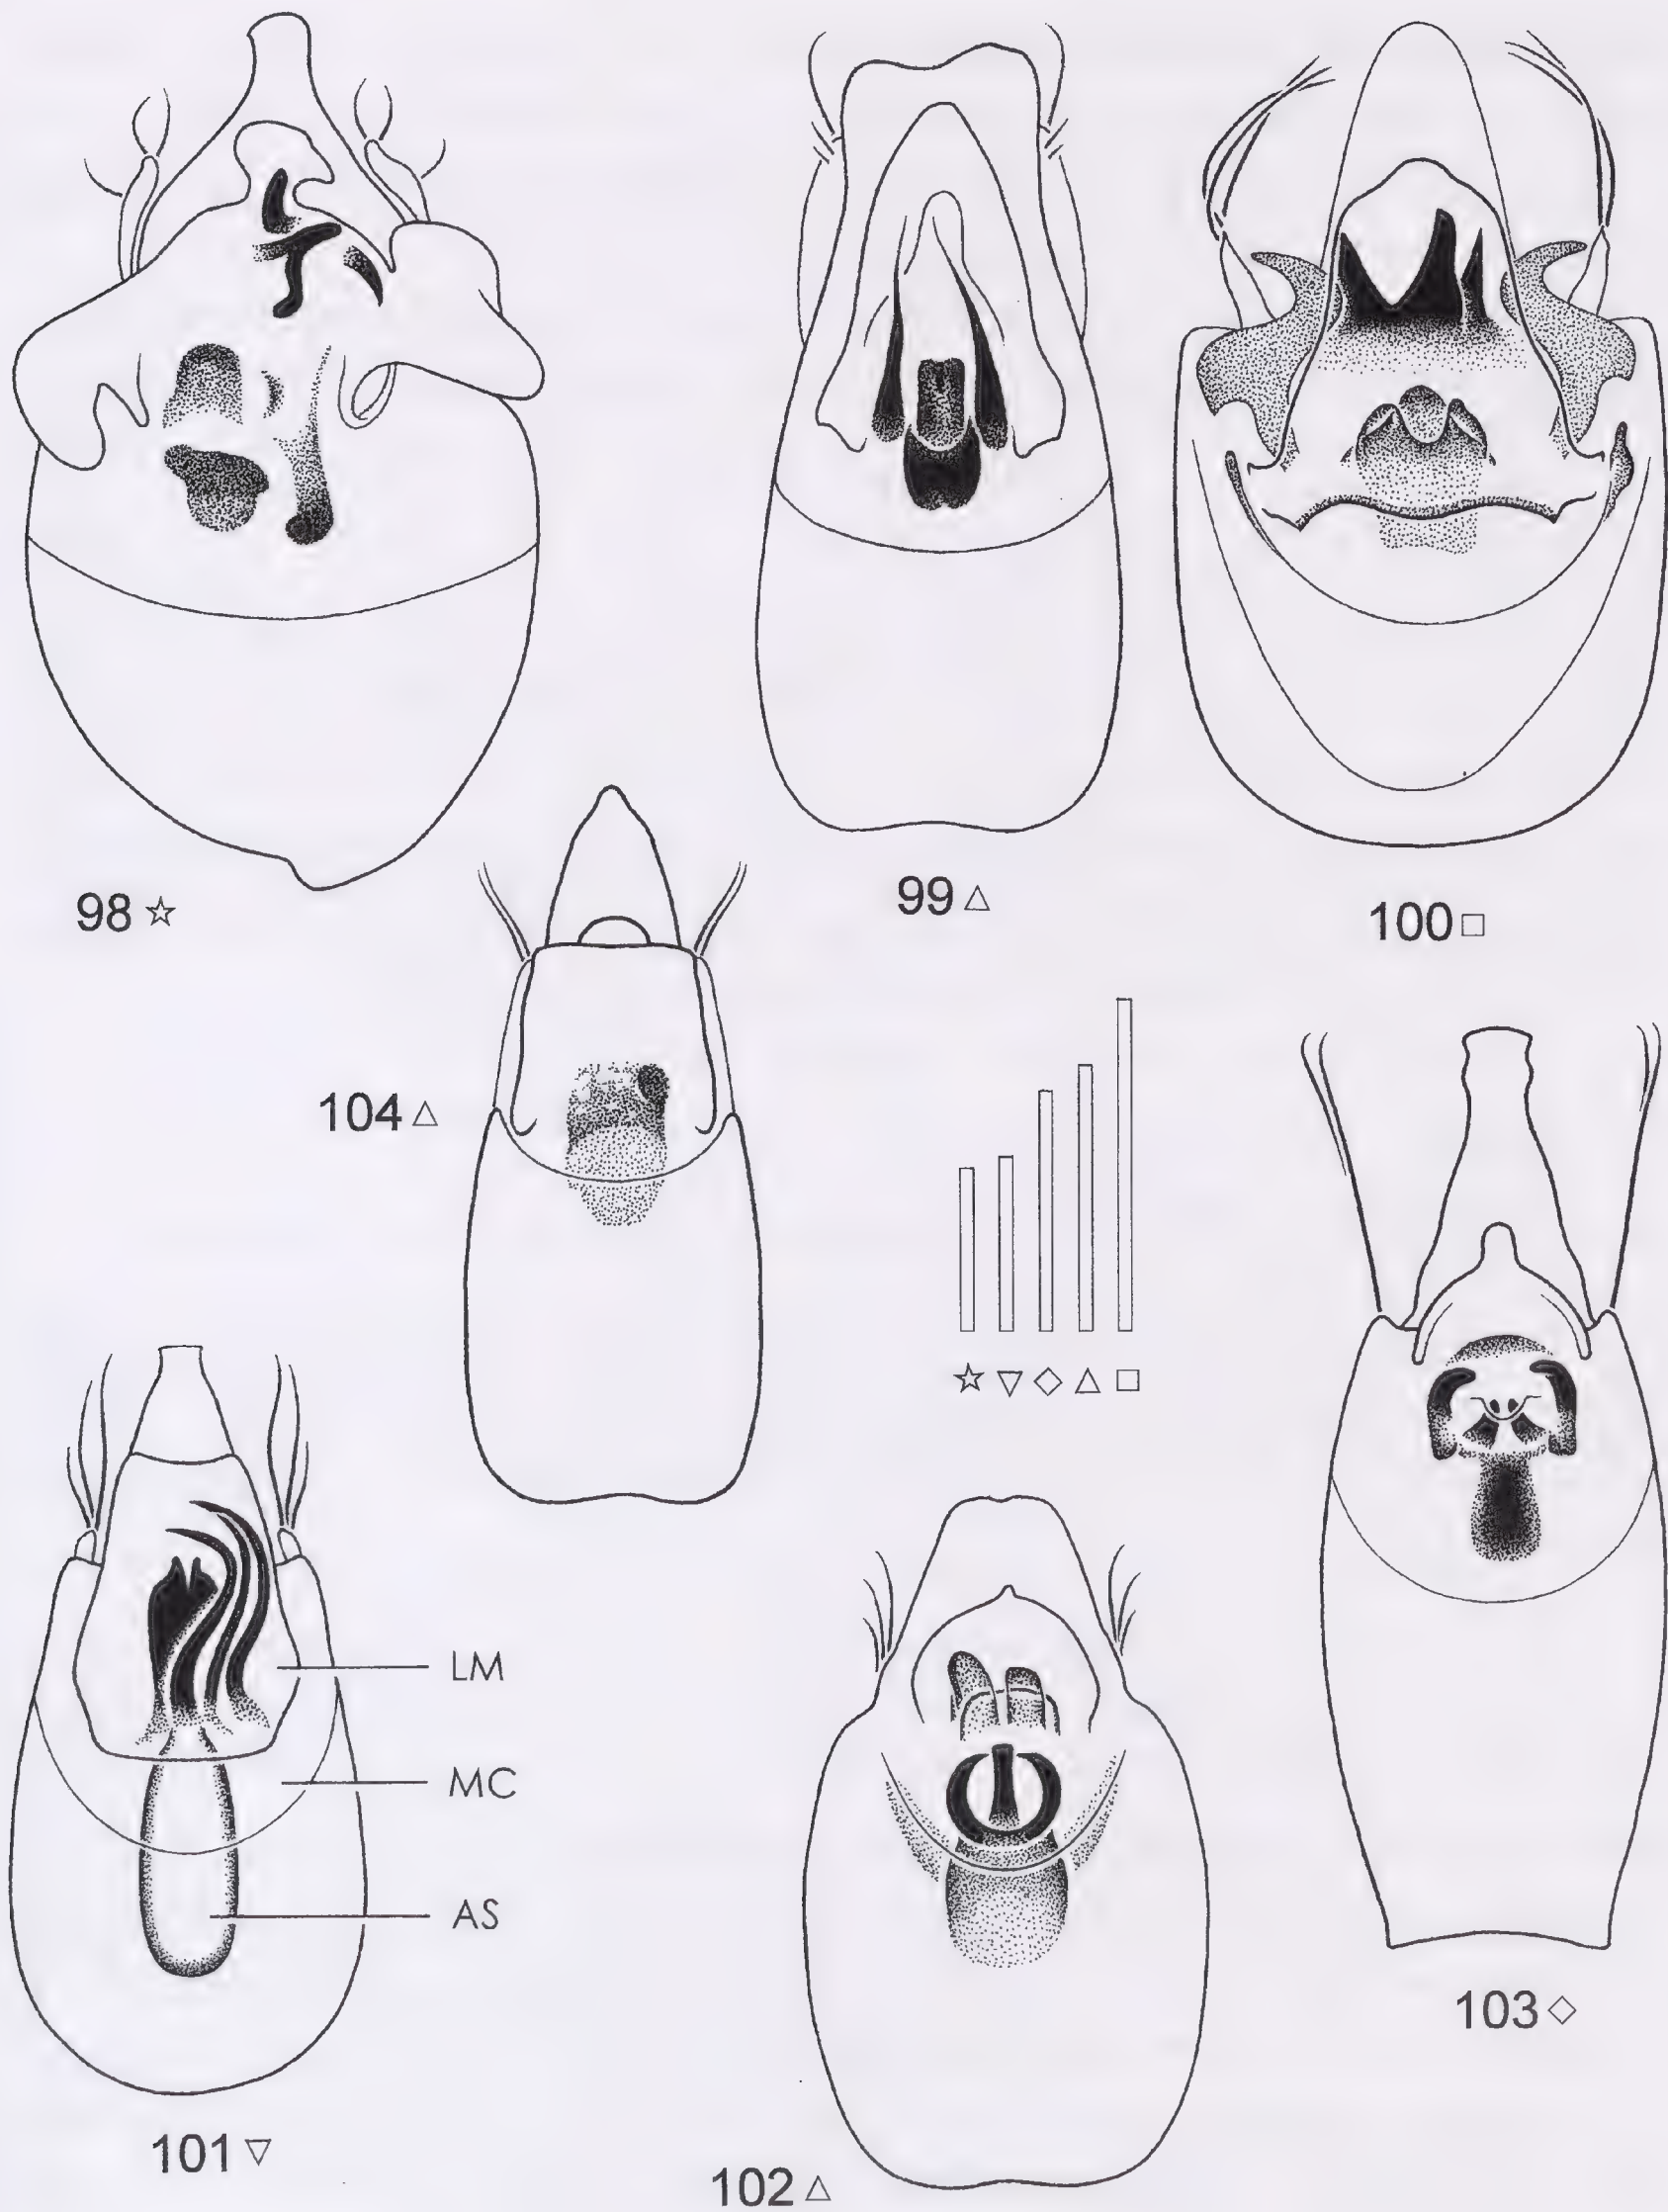 98 ☆
99 △
100 □
104 △
☆ ▽ ◇ △ □
LM
MC
AS
101 ▽
102 △
103 ◇